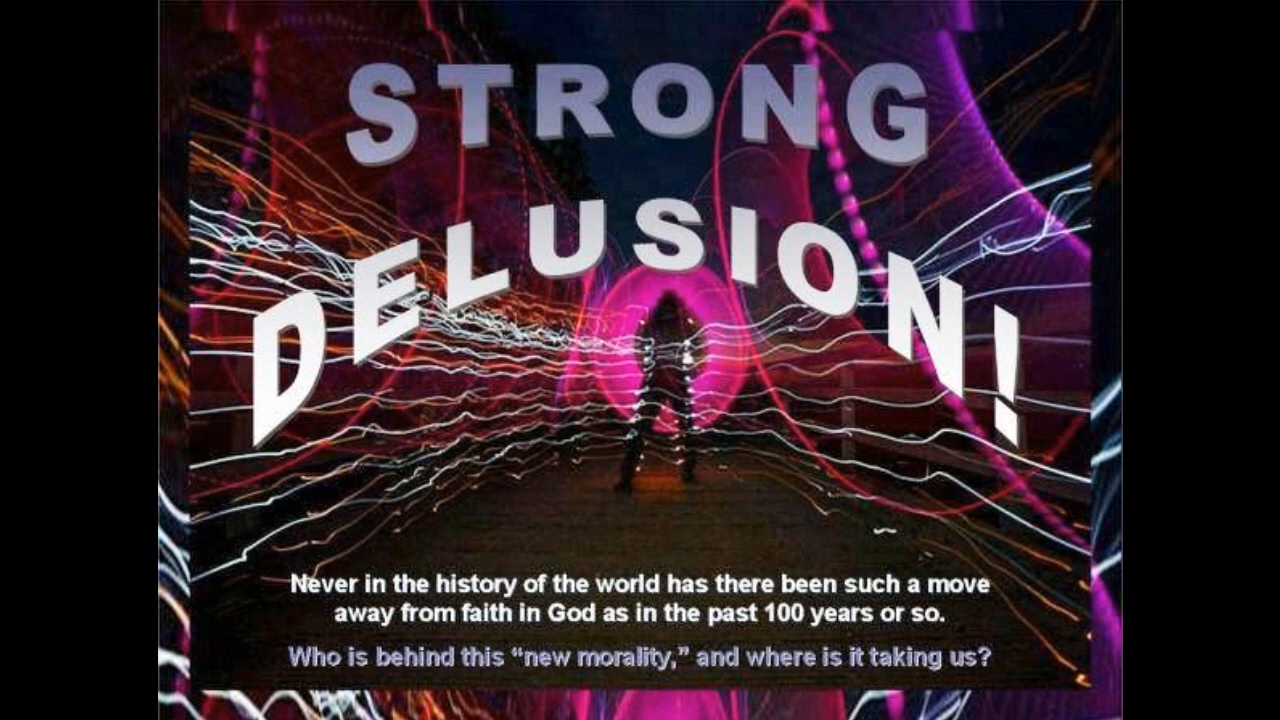 STRONG
DELUSION!
Never in the history of the world has there been such a move
away from faith in God as in the past 100 years or so.
Who is behind this “new morality,” and where is it taking us?